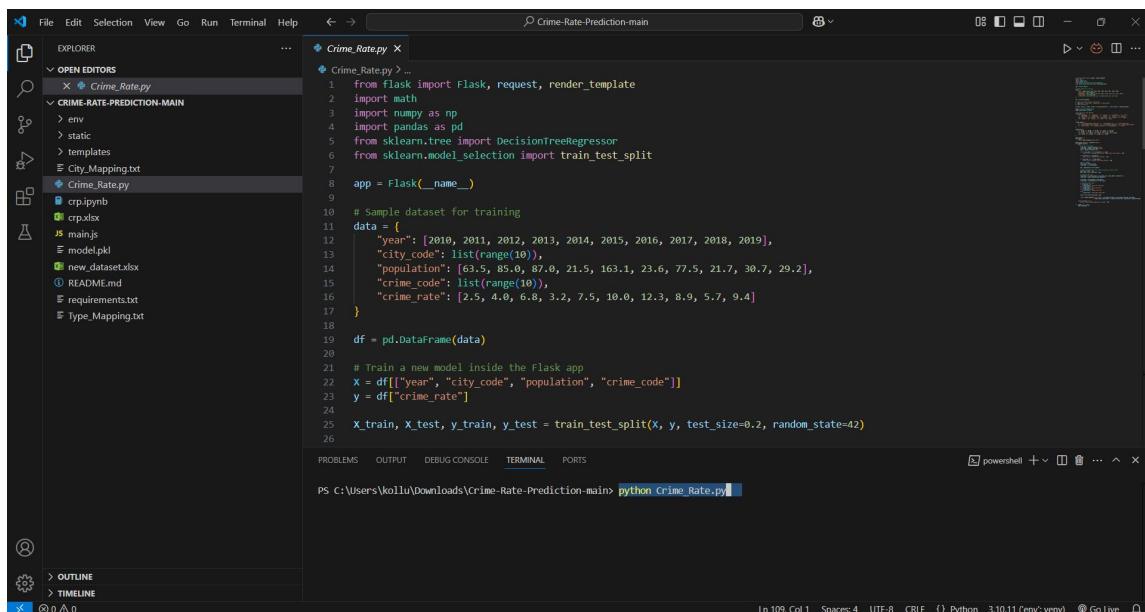 File Edit Selection View Go Run Terminal Help
Crime-Rate-Prediction-main
EXPLORER
OPEN EDITORS
Crime_Rate.py
CRIME-RATE-PREDICTION-MAIN
env
static
templates
City_Mapping.txt
Crime_Rate.py
crp.ipynb
crp.xlsx
JS main.js
model.pkl
new_dataset.xlsx
README.md
requirements.txt
Type_Mapping.txt
OUTLINE
TIMELINE
Crime_Rate.py
Crime_Rate.py > ...
1 from flask import Flask, request, render_template
2 import math
3 import numpy as np
4 import pandas as pd
5 from sklearn.tree import DecisionTreeRegressor
6 from sklearn.model_selection import train_test_split
7
8 app = Flask(__name__)
9
10 # Sample dataset for training
11 data = {
12     "year": [2010, 2011, 2012, 2013, 2014, 2015, 2016, 2017, 2018, 2019],
13     "city_code": list(range(10)),
14     "population": [63.5, 85.0, 87.0, 21.5, 163.1, 23.6, 77.5, 21.7, 30.7, 29.2],
15     "crime_code": list(range(10)),
16     "crime_rate": [2.5, 4.0, 6.8, 3.2, 7.5, 10.0, 12.3, 8.9, 5.7, 9.4]
17 }
18
19 df = pd.DataFrame(data)
20
21 # Train a new model inside the Flask app
22 X = df[["year", "city_code", "population", "crime_code"]]
23 y = df["crime_rate"]
24
25 X_train, X_test, y_train, y_test = train_test_split(X, y, test_size=0.2, random_state=42)
26
PROBLEMS OUTPUT DEBUG CONSOLE TERMINAL PORTS
powershell
PS C:\Users\kollu\Downloads\Crime-Rate-Prediction-main> python Crime_Rate.py
0 0 0 Ln 109, Col 1 Spaces: 4 UTF-8 CRLF {} Python 3.10.11 ('env': venv) Go Live